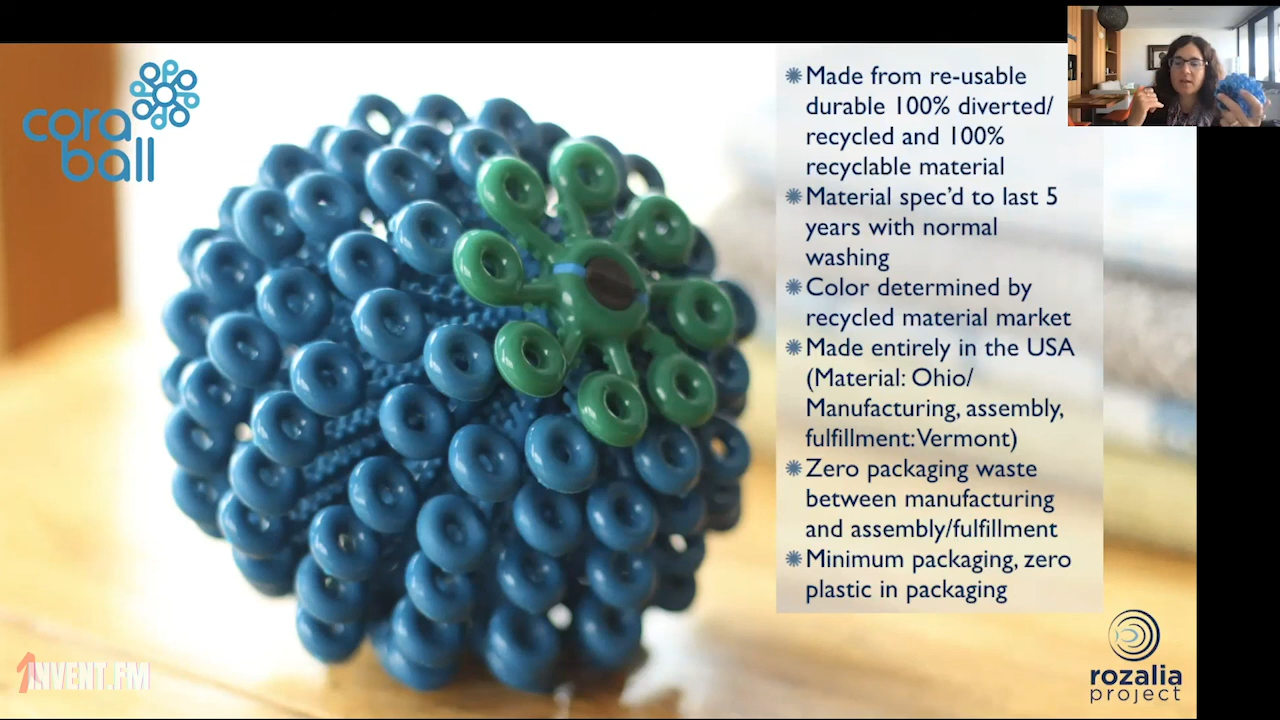 cora
ball
✺Made from re-usable
durable 100% diverted/
recycled and 100%
recyclable material
✺Material spec’d to last 5
years with normal
washing
✺Color determined by
recycled material market
✺Made entirely in the USA
(Material: Ohio/
Manufacturing, assembly,
fulfillment: Vermont)
✺Zero packaging waste
between manufacturing
and assembly/fulfillment
✺Minimum packaging, zero
plastic in packaging
1NVENT.FM
rozalia
project